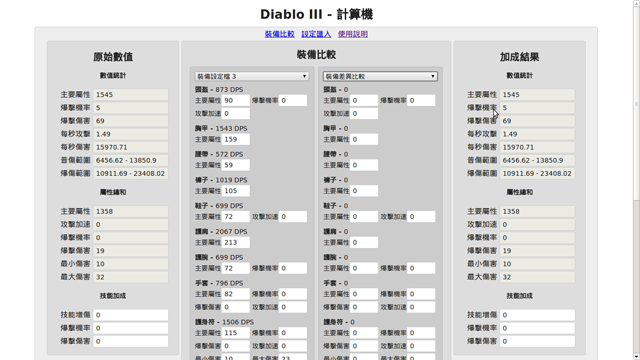 Diablo III - 計算機
裝備比較 設定匯入 使用說明
原始數值
數值統計
主要屬性 1545
爆擊機率 5
爆擊傷害 69
每秒攻擊 1.49
每秒傷害 15970.71
普傷範圍 6456.62 - 13850.9
爆傷範圍 10911.69 - 23408.02
屬性總和
主要屬性 1358
攻擊加速 0
爆擊機率 0
爆擊傷害 19
最小傷害 10
最大傷害 32
技能加成
技能增傷 0
爆擊機率 0
爆擊傷害 0
裝備比較
裝備設定檔 3
頭盔 - 873 DPS
主要屬性 90 爆擊機率 0
攻擊加速 0
胸甲 - 1543 DPS
主要屬性 159
腰帶 - 572 DPS
主要屬性 59
褲子 - 1019 DPS
主要屬性 105
鞋子 - 699 DPS
主要屬性 72 攻擊加速 0
護肩 - 2067 DPS
主要屬性 213
護腕 - 699 DPS
主要屬性 72 爆擊機率 0
手套 - 796 DPS
主要屬性 82 爆擊機率 0
爆擊傷害 0 攻擊加速 0
護身符 - 1506 DPS
主要屬性 115 爆擊機率 0
爆擊傷害 0 攻擊加速 0
最小傷害 10 最大傷害 23
裝備差異比較
頭盔 - 0
主要屬性 0 爆擊機率 0
攻擊加速 0
胸甲 - 0
主要屬性 0
腰帶 - 0
主要屬性 0
褲子 - 0
主要屬性 0
鞋子 - 0
主要屬性 0 攻擊加速 0
護肩 - 0
主要屬性 0
護腕 - 0
主要屬性 0 爆擊機率 0
手套 - 0
主要屬性 0 爆擊機率 0
爆擊傷害 0 攻擊加速 0
護身符 - 0
主要屬性 0 爆擊機率 0
爆擊傷害 0 攻擊加速 0
最小傷害 0 最大傷害 0
加成結果
數值統計
主要屬性 1545
爆擊機率 5
爆擊傷害 69
每秒攻擊 1.49
每秒傷害 15970.71
普傷範圍 6456.62 - 13850.9
爆傷範圍 10911.69 - 23408.02
屬性總和
主要屬性 1358
攻擊加速 0
爆擊機率 0
爆擊傷害 19
最小傷害 10
最大傷害 32
技能加成
技能增傷 0
爆擊機率 0
爆擊傷害 0